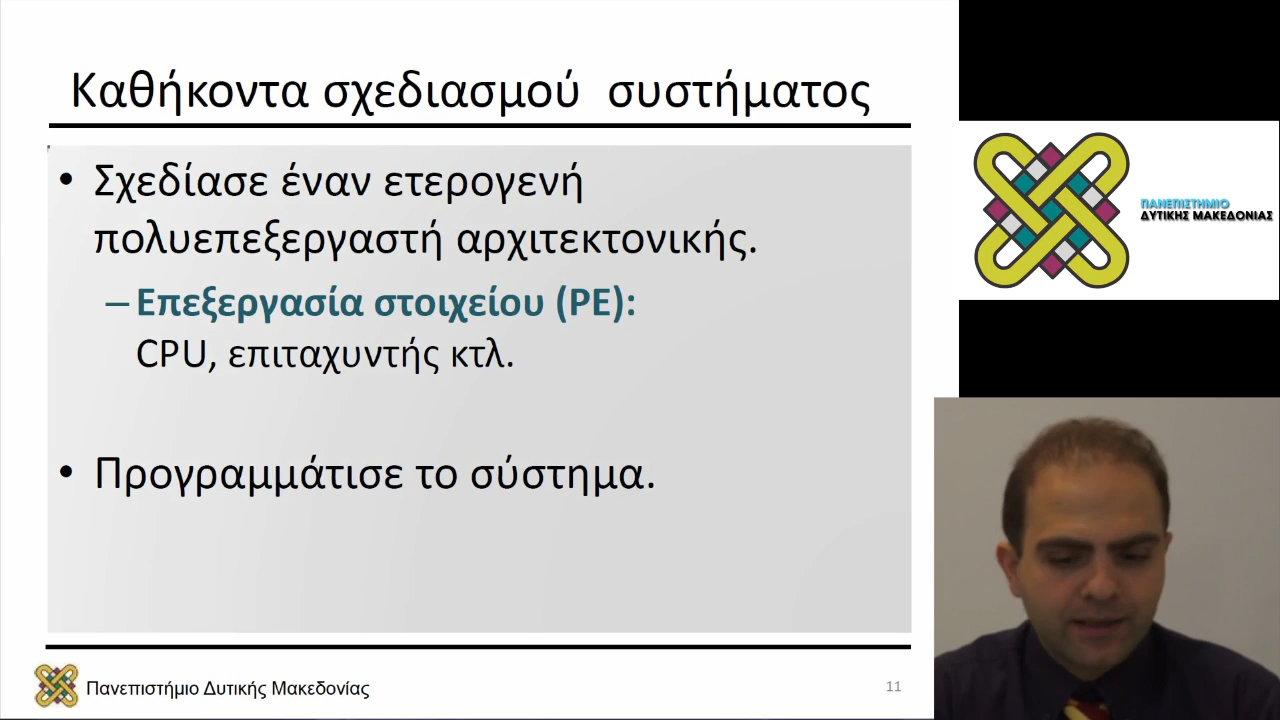 Καθήκοντα σχεδιασμού συστήματος
• Σχεδίασε έναν ετερογενή
πολυεπεξεργαστή αρχιτεκτονικής.
– Επεξεργασία στοιχείου (PE):
CPU, επιταχυντής κτλ.
• Προγραμμάτισε το σύστημα.
Πανεπιστήμιο Δυτικής Μακεδονίας
11
ΠΑΝΕΠΙΣΤΗΜΙΟ
ΔΥΤΙΚΗΣ ΜΑΚΕΔΟΝΙΑΣ